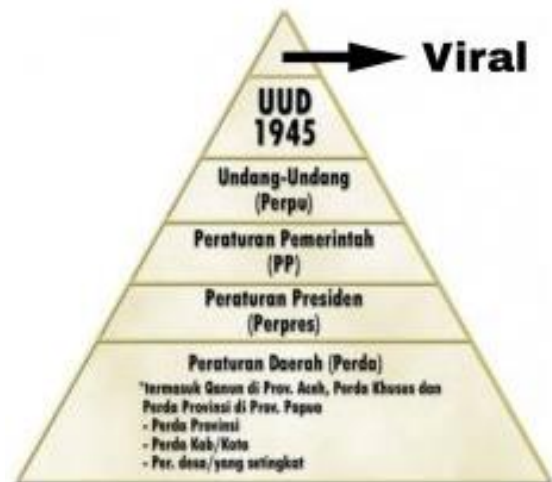 Viral
UUD
1945
Undang-Undang
(Perpu)
Peraturan Pemerintah
(PP)
Peraturan Presiden
(Perpres)
Peraturan Daerah (Perda)
*termasuk Qanun di Prov. Aceh, Perda Khusus dan
Perda Provinsi di Prov. Papua
- Perda Provinsi
- Perda Kab/Kota
- Per. desa/yang setingkat